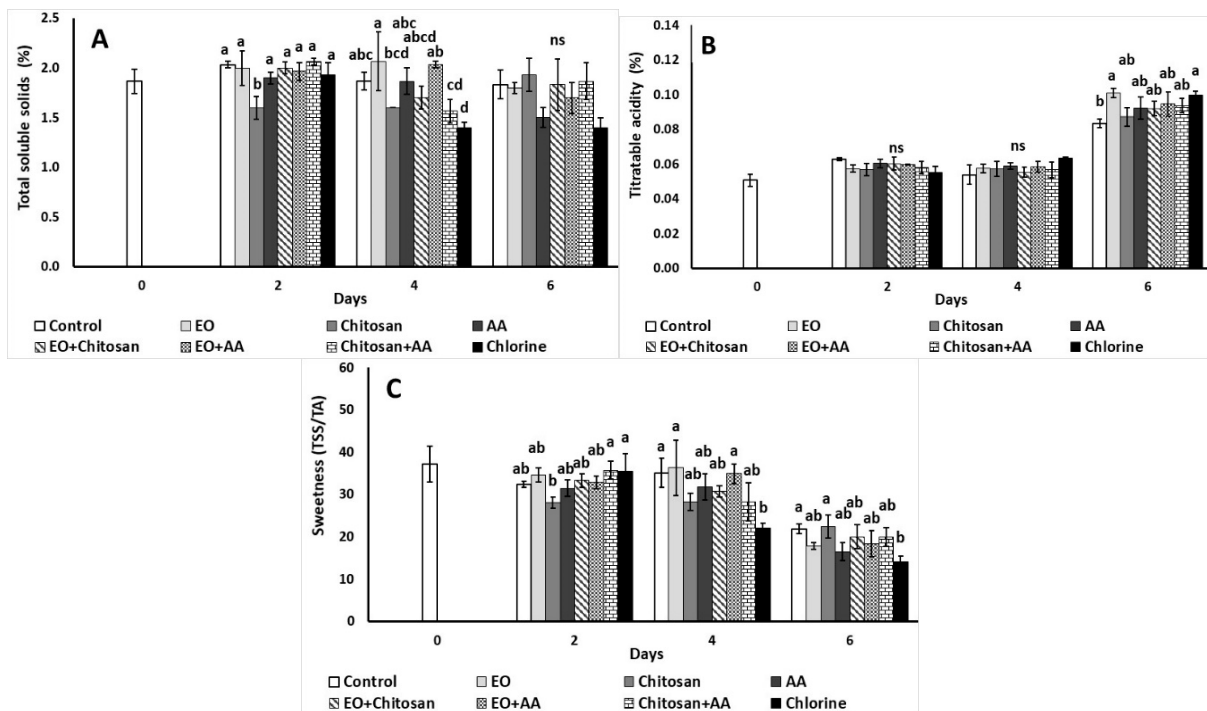 A
Total soluble solids (%)
2.5
2.0
1.5
1.0
0.5
0.0
a a b a a a a a
abc a bcd abc abcd ab cd d
ns
0 2 4 6
Days
Control EO Chitosan AA
EO+Chitosan EO+AA Chitosan+AA Chlorine
B
Titratable acidity (%)
0.14
0.12
0.10
0.08
0.06
0.04
0.02
0.00
ns
ns
b a ab ab ab ab ab a
0 2 4 6
Days
Control EO Chitosan AA
EO+Chitosan EO+AA Chitosan+AA Chlorine
C
Sweetness (TSS/TA)
60
50
40
30
20
10
0
ab ab b ab ab ab a a
a a ab ab ab a ab b
a ab a ab ab ab ab b
0 2 4 6
Days
Control EO Chitosan AA
EO+Chitosan EO+AA Chitosan+AA Chlorine